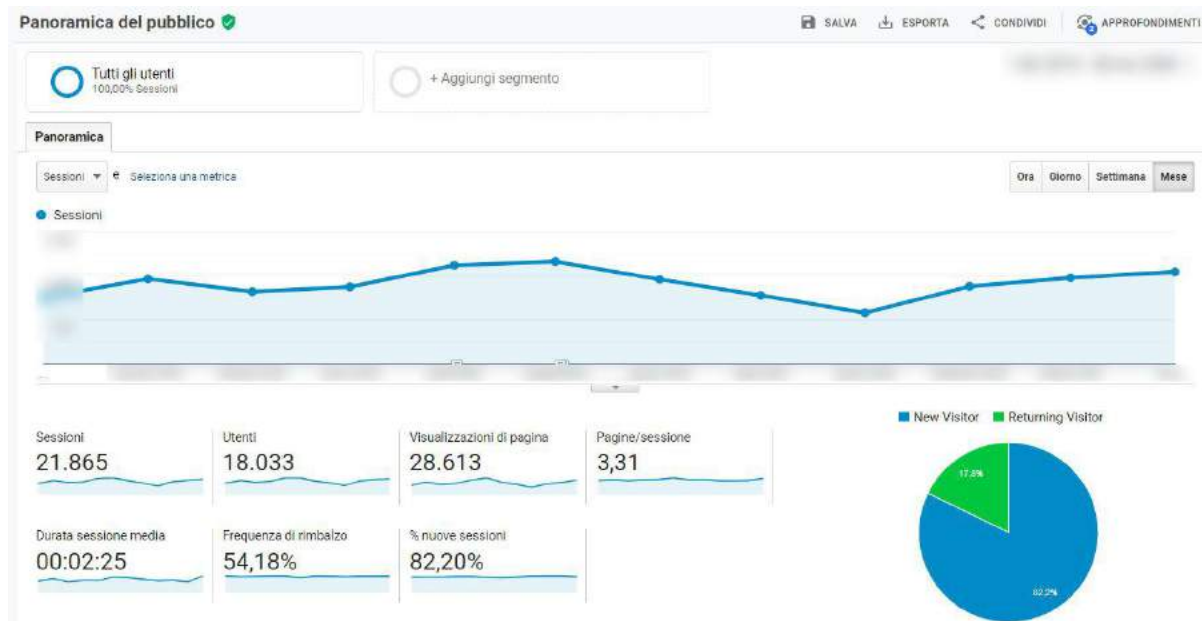 Panoramica del pubblico
SALVA
ESPORTA
CONDIVIDI
APPROFONDIMENTI
Tutti gli utenti
100,00% Sessioni
+ Aggiungi segmento
Panoramica
Sessioni e Seleziona una metrica
Ora Giorno Settimana Mese
Sessioni
New Visitor Returning Visitor
Sessioni
21.865
Utenti
18.033
Visualizzazioni di pagina
28.613
Pagine/sessione
3,31
Durata sessione media
00:02:25
Frequenza di rimbalzo
54,18%
% nuove sessioni
82,20%
17,8%
82,2%